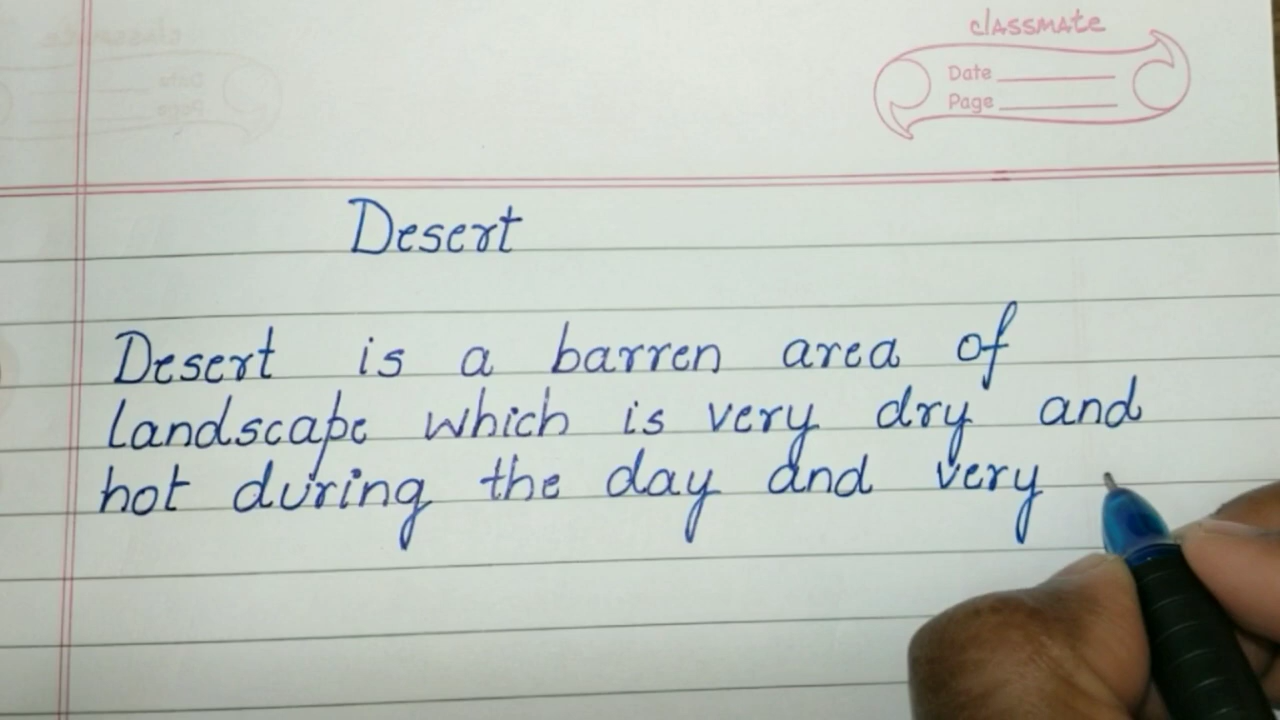 classmate
Date
Page
Desert
Desert is a barren area of
landscape which is very dry and
hot during the day and very